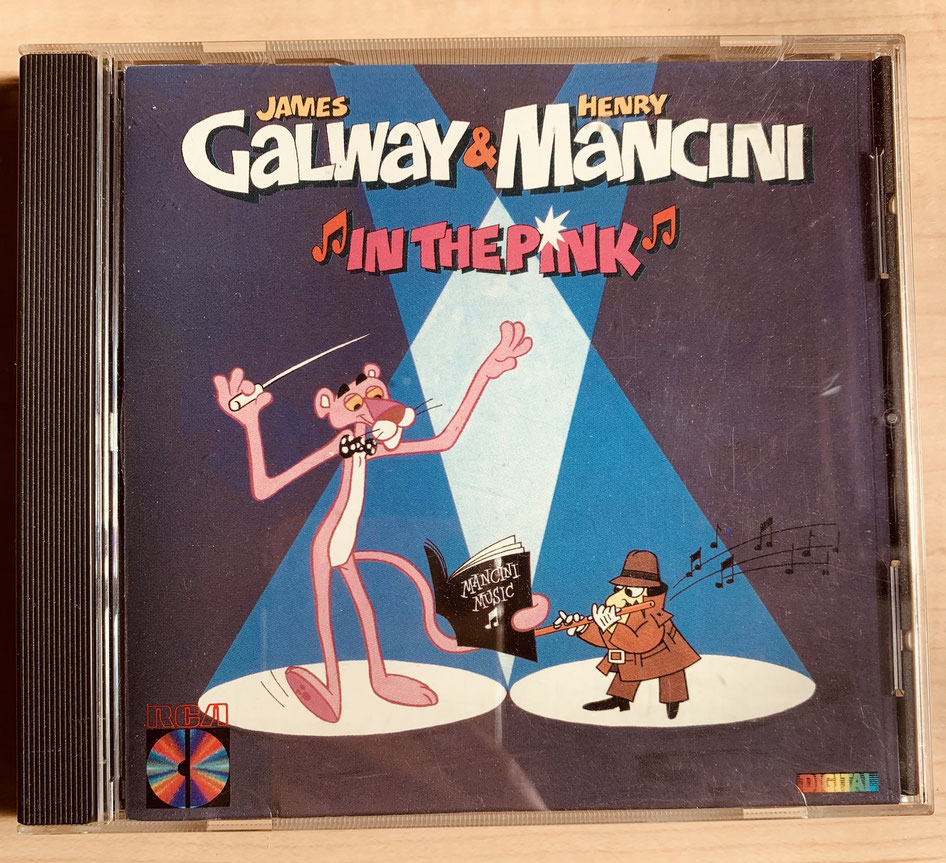 JAMES HENRY
GALWAY & MANCINI
IN THE PINK
MANCINI
MUSIC
RCA
DIGITAL